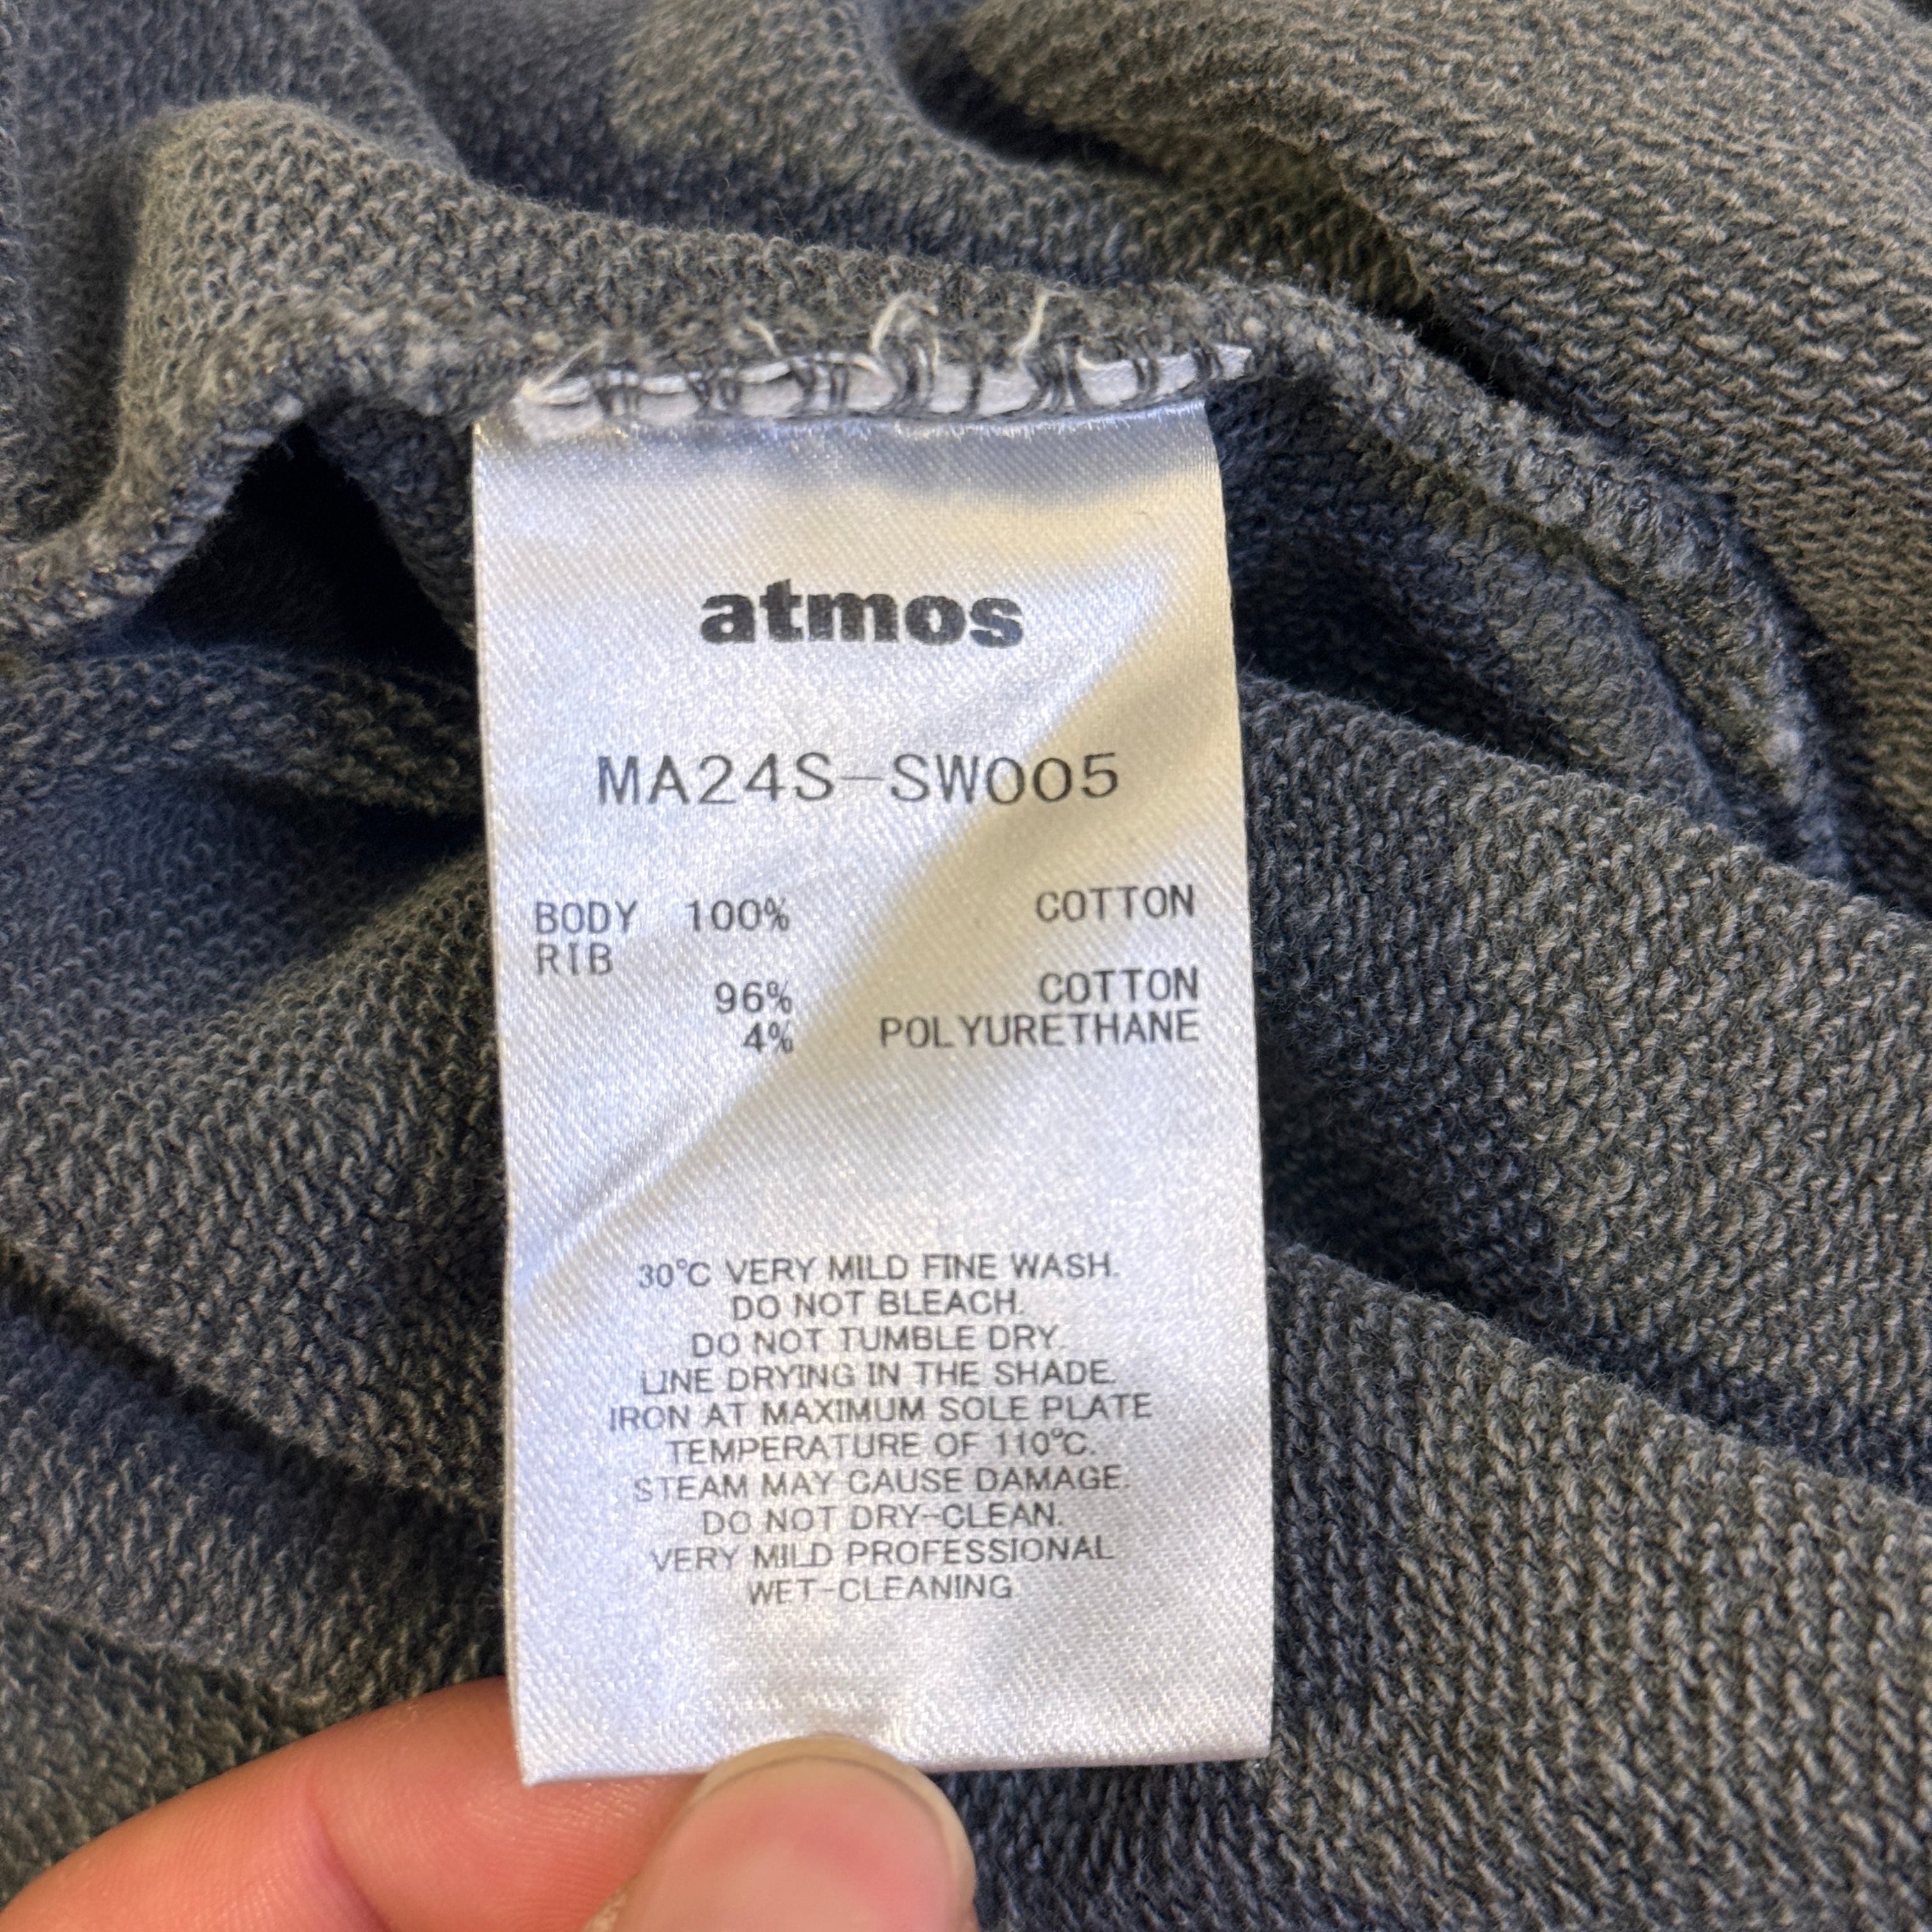 atmos
MA24S-SW005
BODY 100% COTTON
RIB
96% COTTON
4% POLYURETHANE
30℃ VERY MILD FINE WASH.
DO NOT BLEACH.
DO NOT TUMBLE DRY.
LINE DRYING IN THE SHADE.
IRON AT MAXIMUM SOLE PLATE
TEMPERATURE OF 110℃.
STEAM MAY CAUSE DAMAGE.
DO NOT DRY-CLEAN.
VERY MILD PROFESSIONAL
WET-CLEANING